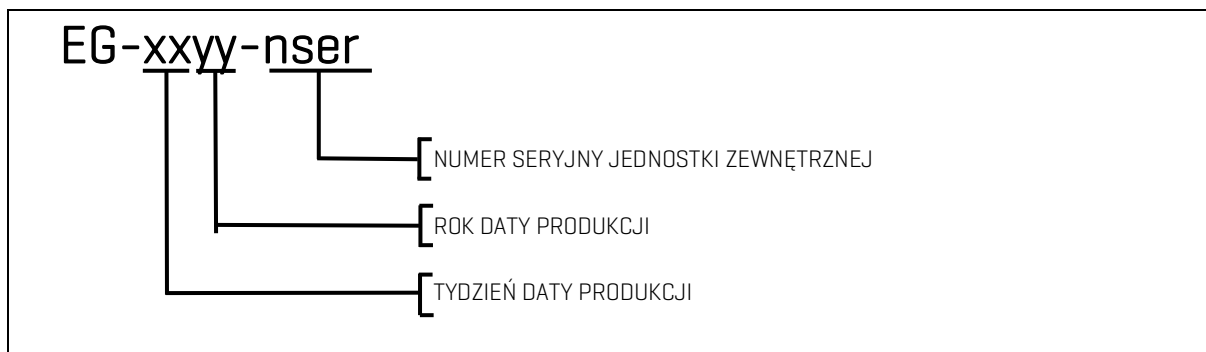 EG-xxyy-nser
NUMER SERYJNY JEDNOSTKI ZEWNĘTRZNEJ
ROK DATY PRODUKCJI
TYDZIEŃ DATY PRODUKCJI